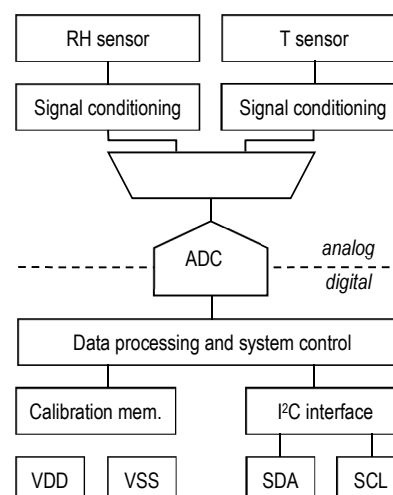 RH sensor
T sensor
Signal conditioning
Signal conditioning
ADC
analog
digital
Data processing and system control
Calibration mem.
I²C interface
VDD
VSS
SDA
SCL